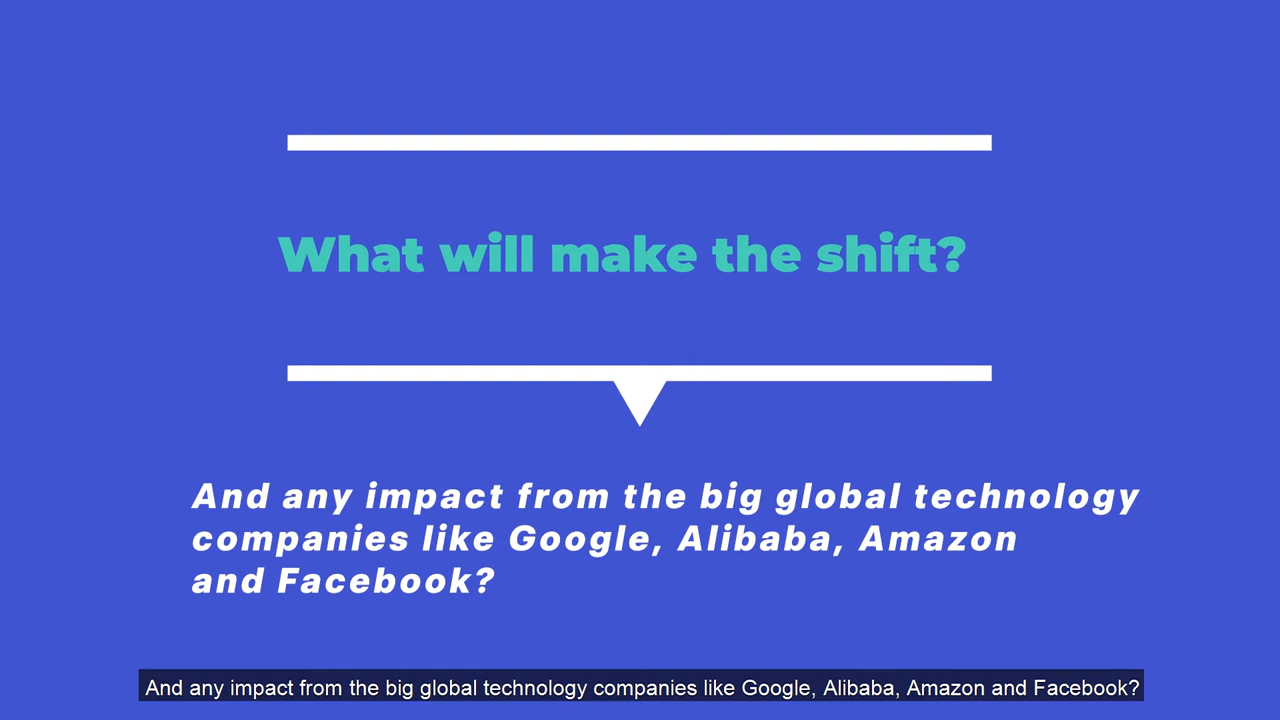 What will make the shift?
And any impact from the big global technology
companies like Google, Alibaba, Amazon
and Facebook?
And any impact from the big global technology companies like Google, Alibaba, Amazon and Facebook?